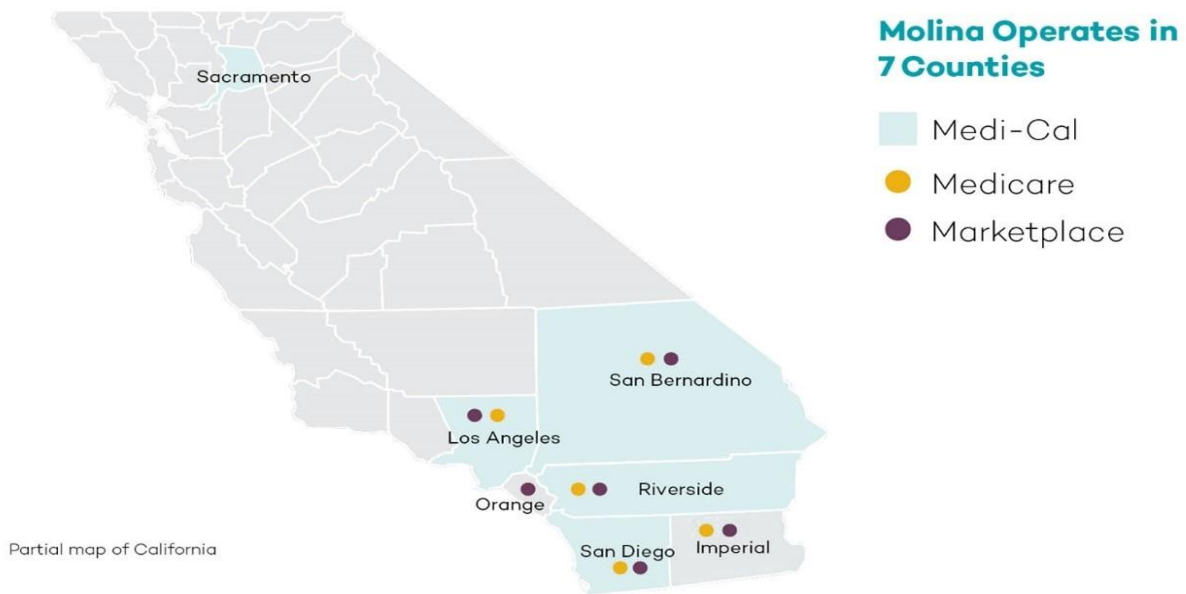 Molina Operates in
7 Counties
Medi-Cal
Medicare
Marketplace
Sacramento
San Bernardino
Los Angeles
Riverside
Orange
San Diego
Imperial
Partial map of California